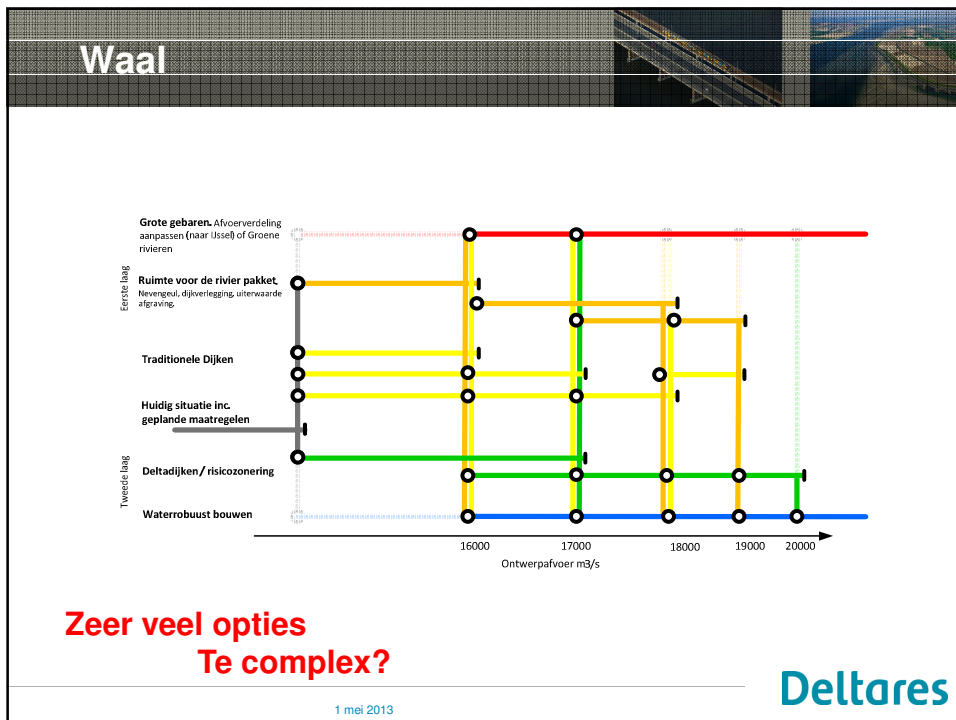 Waal
Grote gebaren. Afvoerverdeling
aanpassen (naar IJssel) of Groene
rivieren
Eerste laag
Ruimte voor de rivier pakket.
Nevengeul, dijkverlegging, uiterwaarde
afgraving.
Traditionele Dijken
Huidig situatie inc.
geplande maatregelen
Tweede laag
Deltadijken / risicozonering
Waterrobuust bouwen
16000 17000 18000 19000 20000
Ontwerpafvoer m3/s
Zeer veel opties
Te complex?
Deltares
1 mei 2013